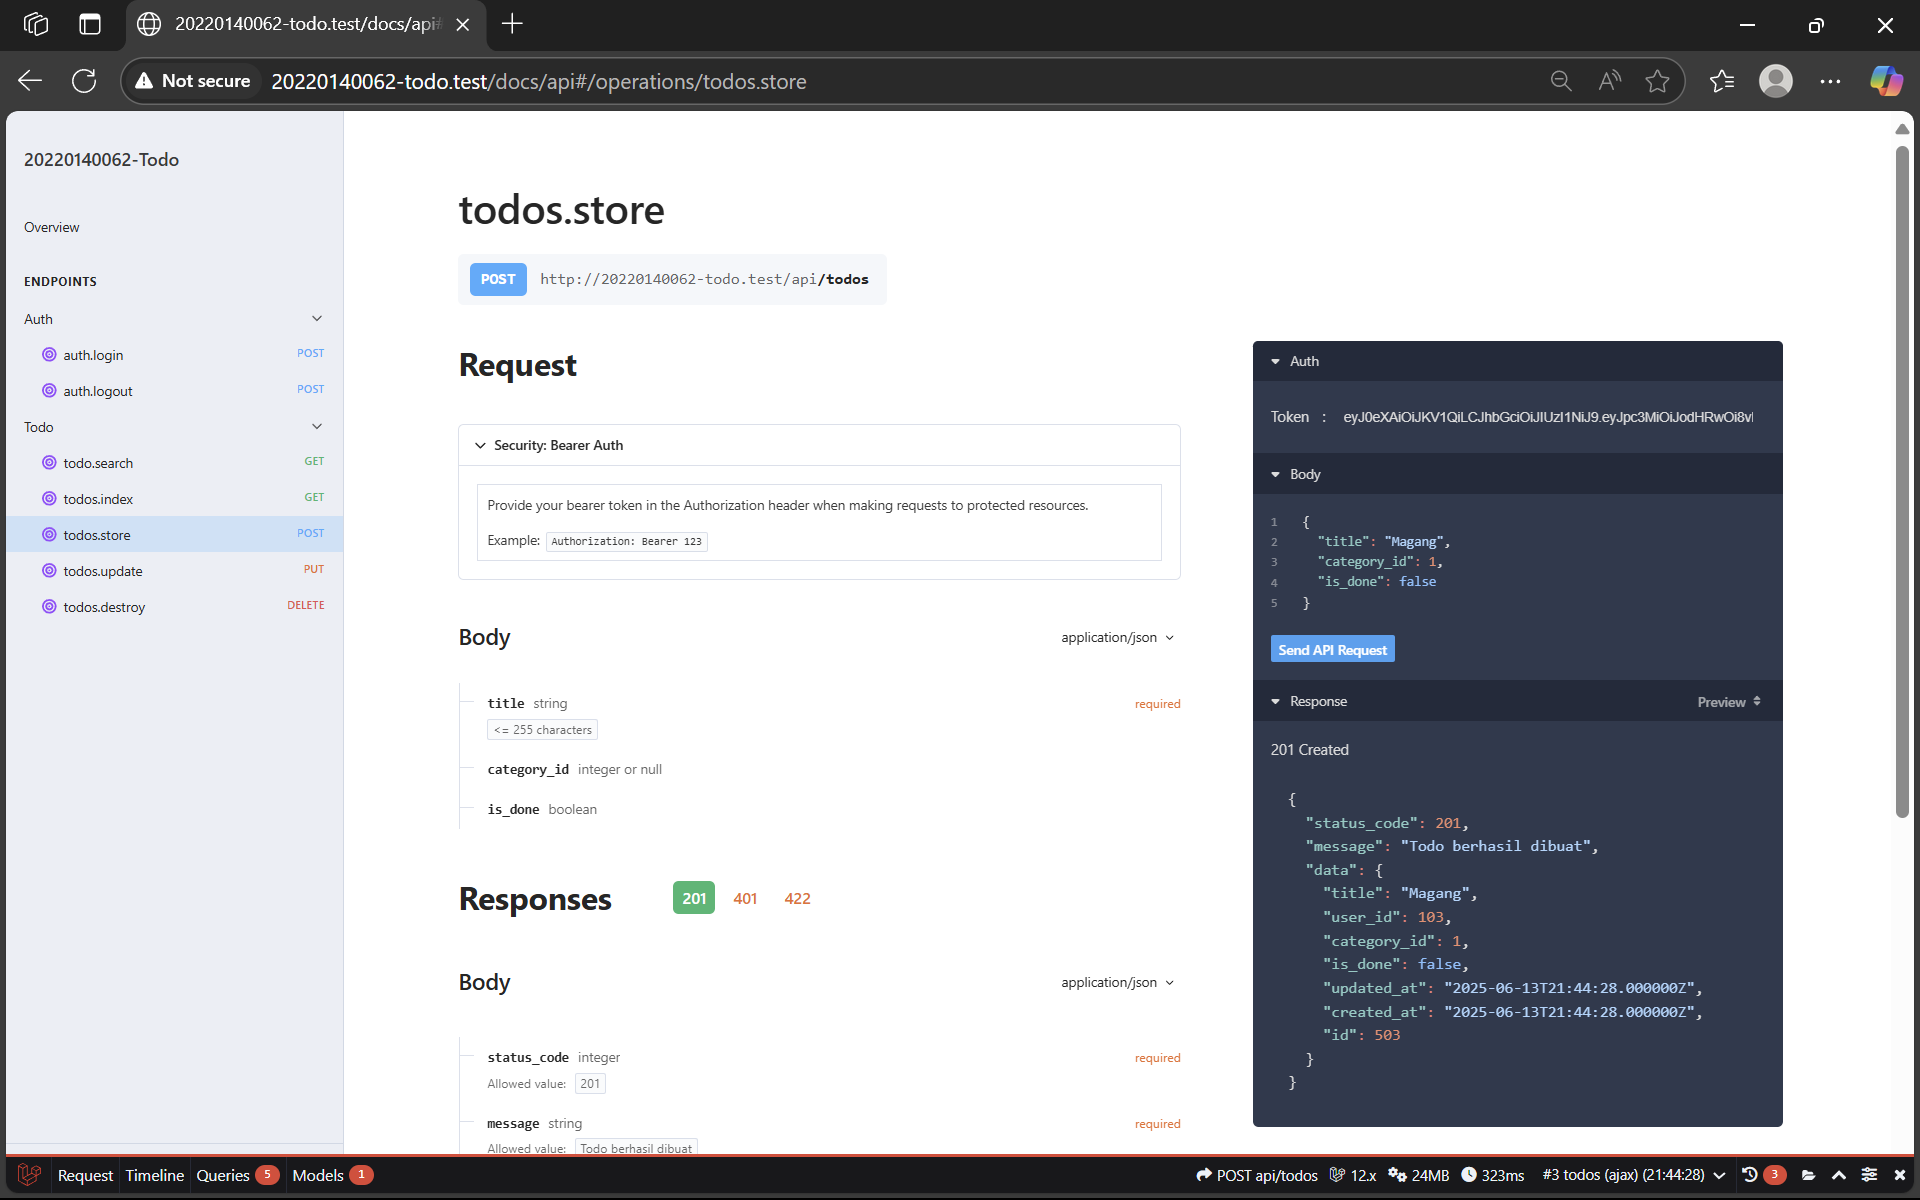 20220140062-todo.test/docs/api#
Not secure
20220140062-todo.test/docs/api#/operations/todos.store
20220140062-Todo
Overview
ENDPOINTS
Auth
auth.login POST
auth.logout POST
Todo
todo.search GET
todos.index GET
todos.store POST
todos.update PUT
todos.destroy DELETE
todos.store
POST http://20220140062-todo.test/api/todos
Request
Security: Bearer Auth
Provide your bearer token in the Authorization header when making requests to protected resources.
Example: Authorization: Bearer 123
Body application/json
title string required
<= 255 characters
category_id integer or null
is_done boolean
Responses 201 401 422
Body application/json
status_code integer required
Allowed value: 201
message string required
Allowed value: Todo berhasil dibuat
Auth
Token : eyJ0eXAiOiJKV1QiLCJhbGciOiJIUzI1NiJ9.eyJpc3MiOiJodHRwOi8v
Body
1 {
2 "title": "Magang",
3 "category_id": 1,
4 "is_done": false
5 }
Send API Request
Response Preview
201 Created
{
"status_code": 201,
"message": "Todo berhasil dibuat",
"data": {
"title": "Magang",
"user_id": 103,
"category_id": 1,
"is_done": false,
"updated_at": "2025-06-13T21:44:28.000000Z",
"created_at": "2025-06-13T21:44:28.000000Z",
"id": 503
}
}
Request Timeline Queries 5 Models 1 POST api/todos 12.x 24MB 323ms #3 todos (ajax) (21:44:28) 3